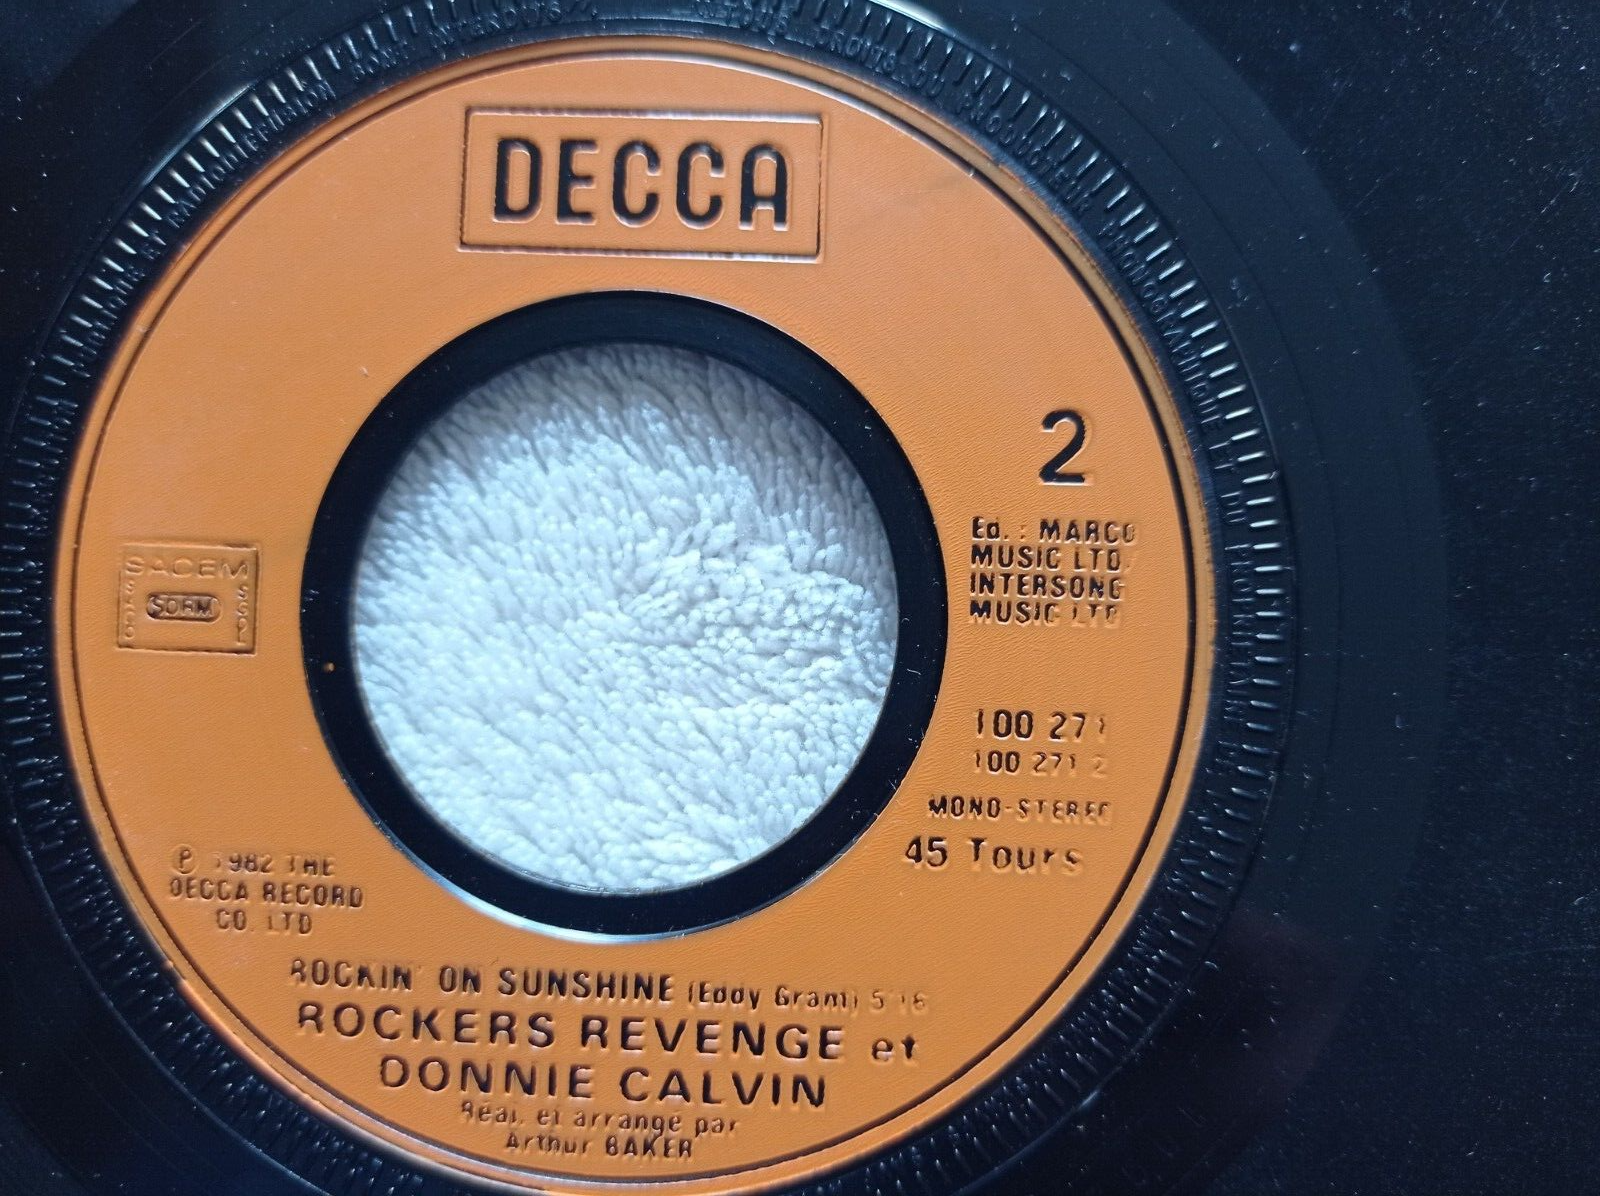 DECCA
2
Ed. : MARCO
MUSIC LTD.
INTERSONG
MUSIC LTD
SACEM
SACD
SDRM
SGDL
100 271
100 271 2
MONO-STEREO
45 Tours
Ⓟ 1982 THE
DECCA RECORD
CO. LTD
ROCKIN' ON SUNSHINE (Eddy Grant) 5'16
ROCKERS REVENGE et
DONNIE CALVIN
Réal. et arrangé par
Arthur BAKER